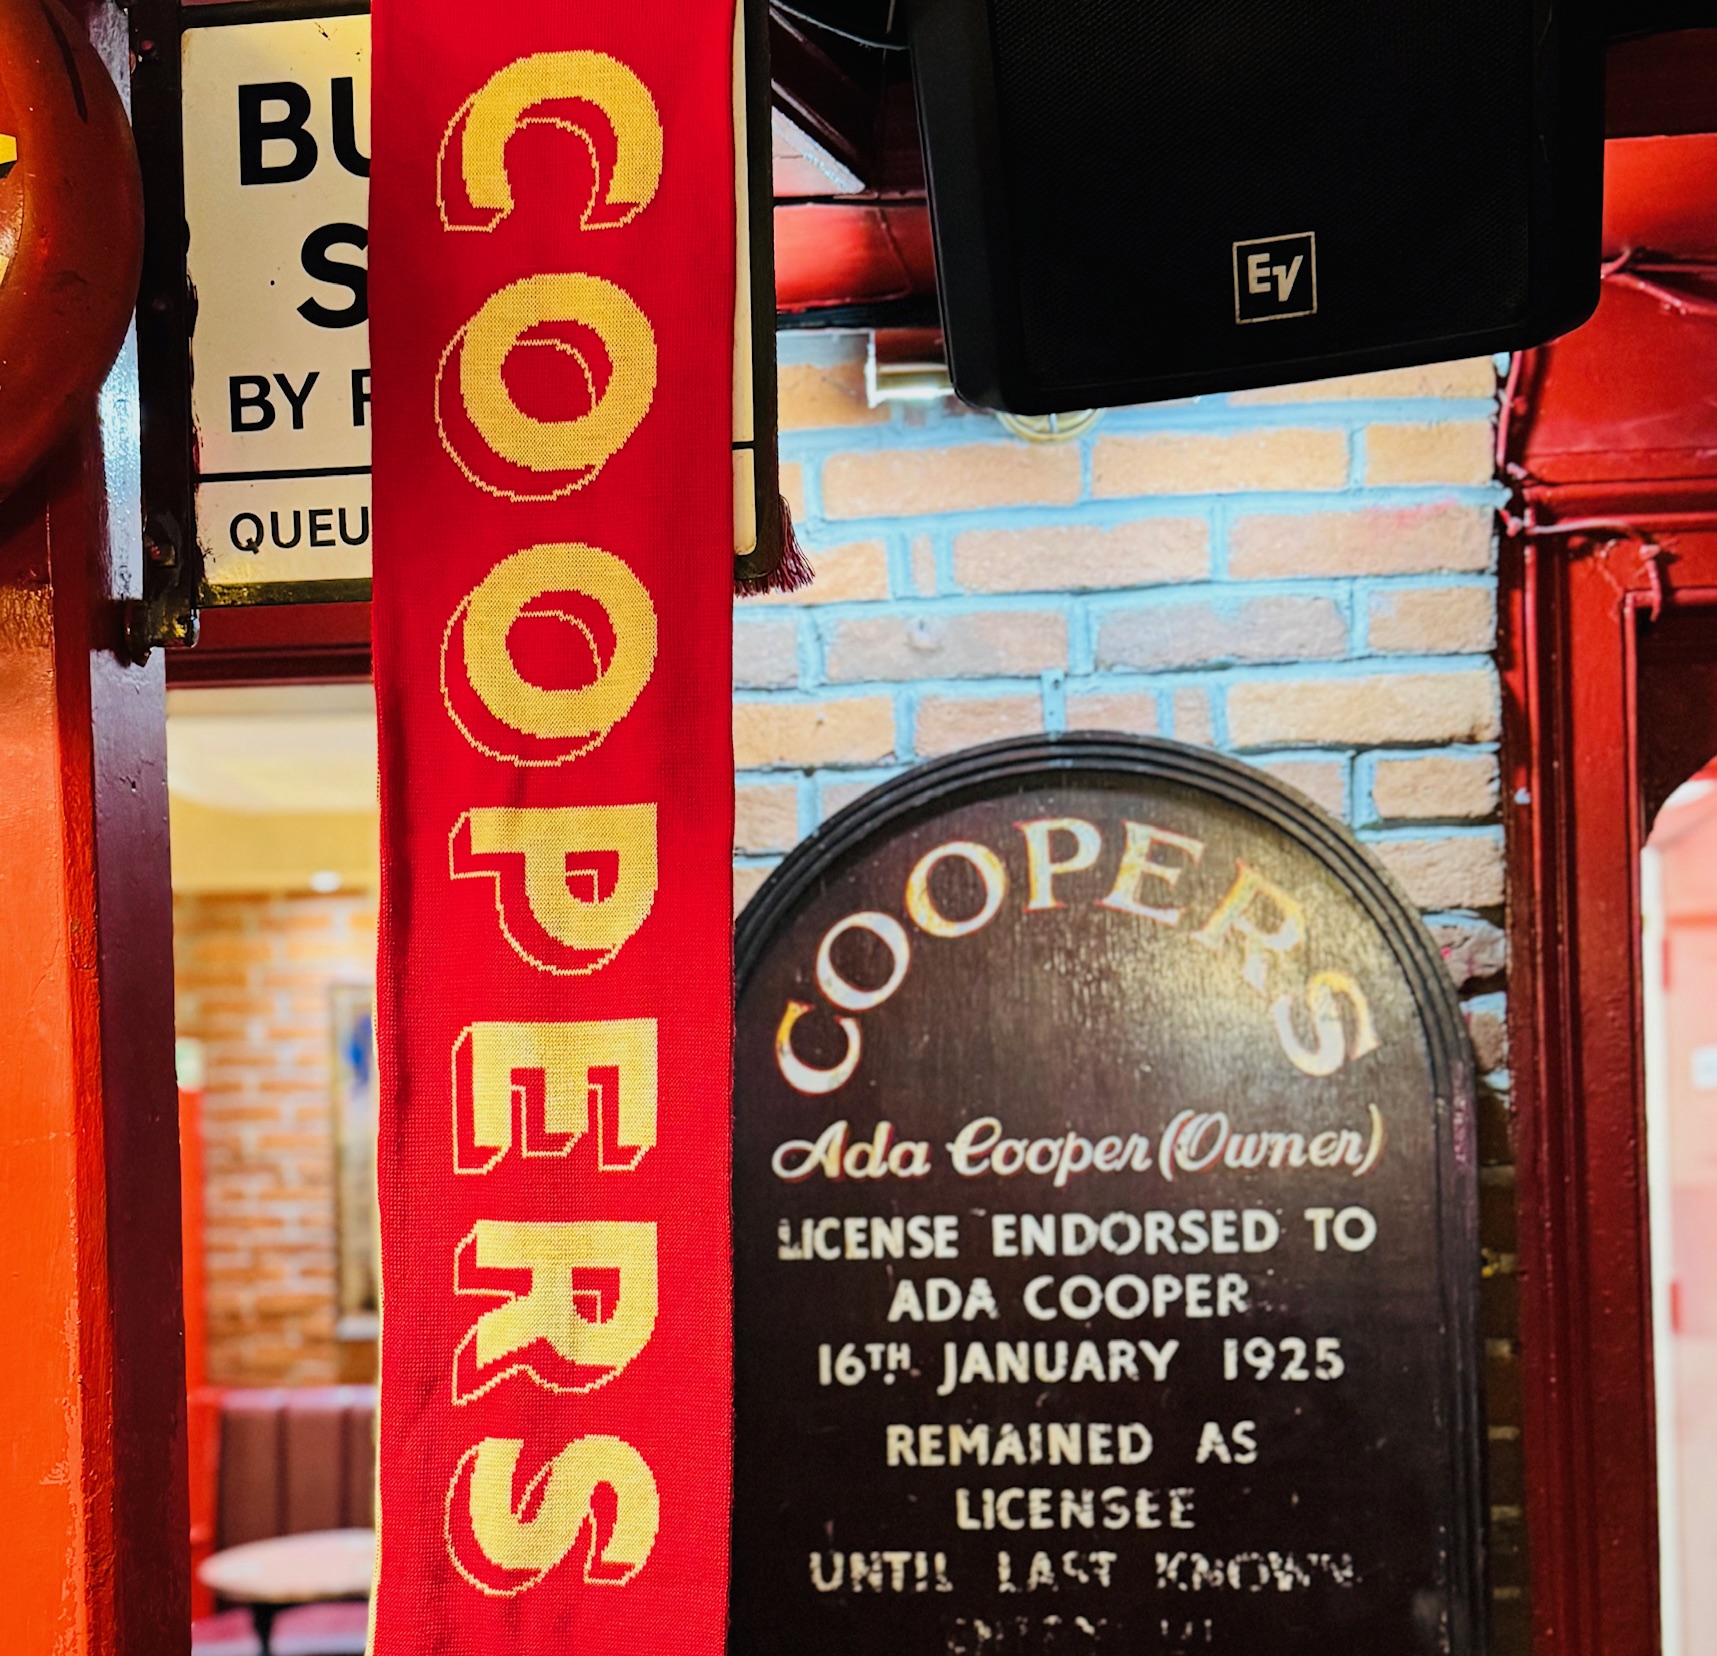 BU
S
BY
QUEU
COOPERS
EV
COOPERS
Ada Cooper (Owner)
LICENSE ENDORSED TO
ADA COOPER
16TH JANUARY 1925
REMAINED AS
LICENSEE
UNTIL LAST KNOWN